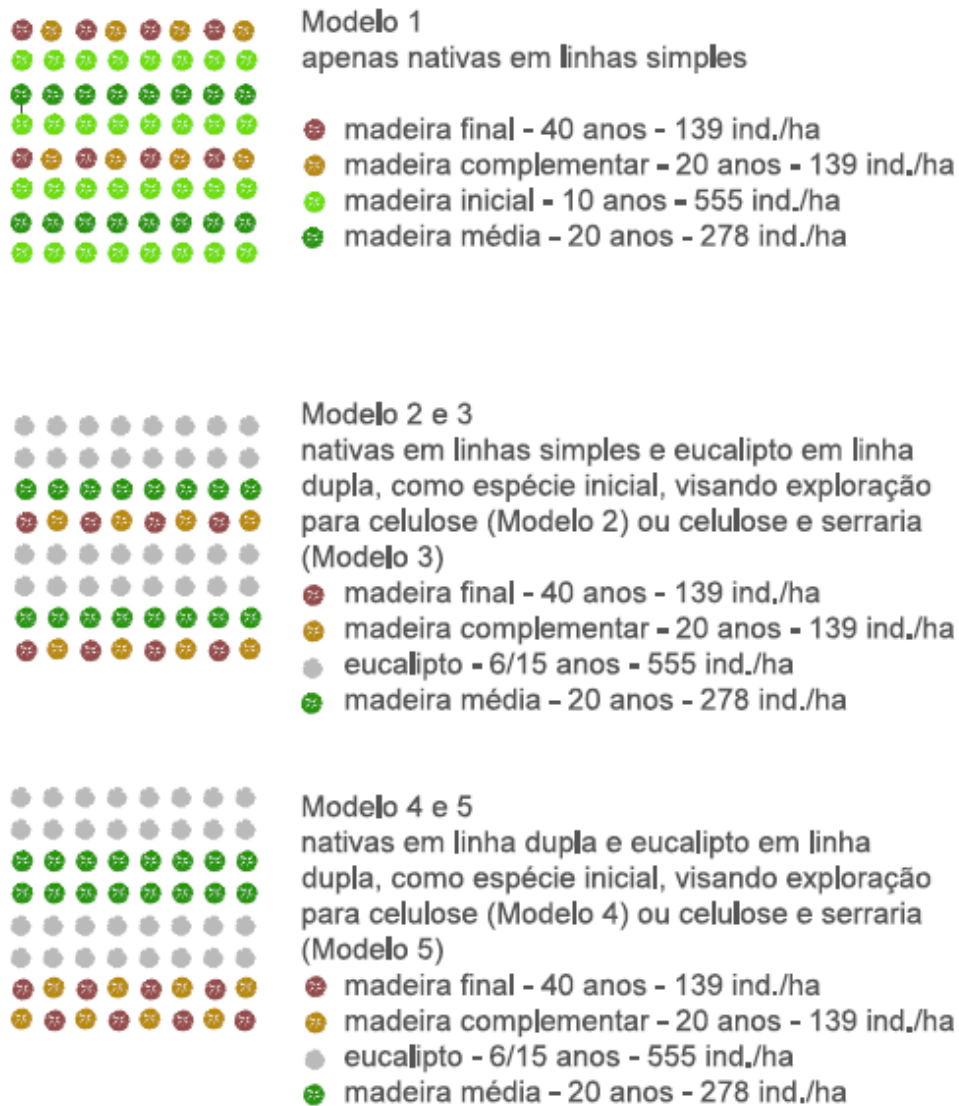 Modelo 1
apenas nativas em linhas simples
madeira final - 40 anos - 139 ind./ha
madeira complementar - 20 anos - 139 ind./ha
madeira inicial - 10 anos - 555 ind./ha
madeira média - 20 anos - 278 ind./ha
Modelo 2 e 3
nativas em linhas simples e eucalipto em linha
dupla, como espécie inicial, visando exploração
para celulose (Modelo 2) ou celulose e serraria
(Modelo 3)
madeira final - 40 anos - 139 ind./ha
madeira complementar - 20 anos - 139 ind./ha
eucalipto - 6/15 anos - 555 ind./ha
madeira média - 20 anos - 278 ind./ha
Modelo 4 e 5
nativas em linha dupla e eucalipto em linha
dupla, como espécie inicial, visando exploração
para celulose (Modelo 4) ou celulose e serraria
(Modelo 5)
madeira final - 40 anos - 139 ind./ha
madeira complementar - 20 anos - 139 ind./ha
eucalipto - 6/15 anos - 555 ind./ha
madeira média - 20 anos - 278 ind./ha